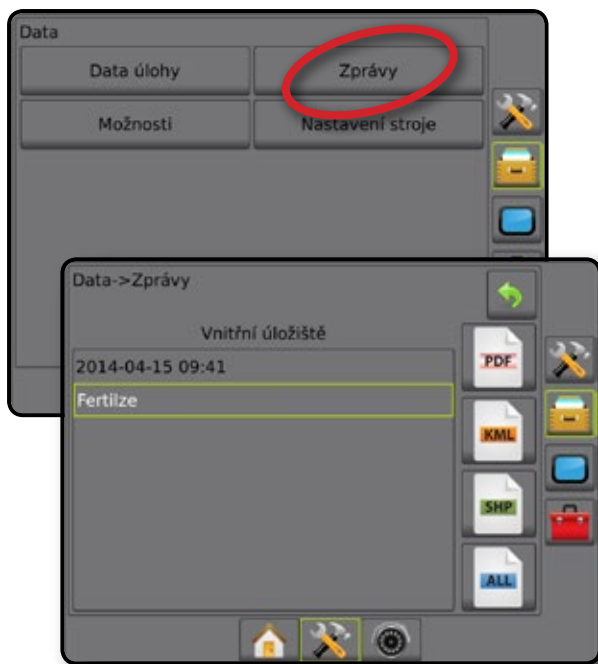 Data
Data úlohy
Zprávy
Možnosti
Nastavení stroje
Data->Zprávy
Vnitřní úložiště
2014-04-15 09:41
Fertilze
PDF
KML
SHP
ALL